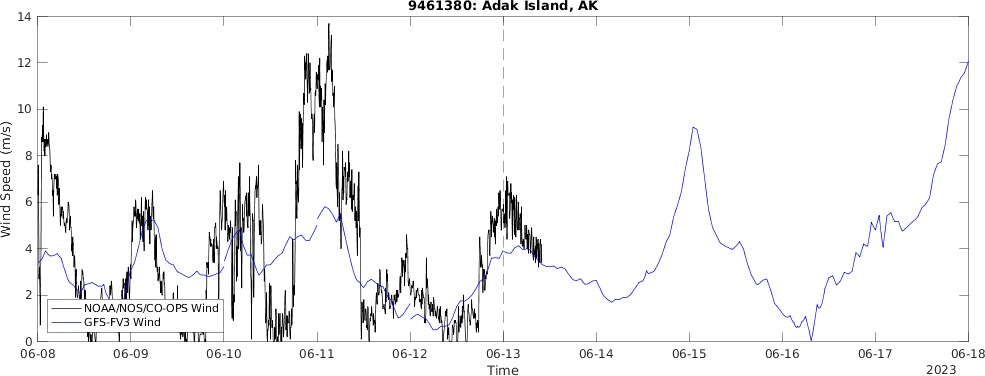 9461380: Adak Island, AK
14
12
10
8
6
4
2
0
Wind Speed (m/s)
NOAA/NOS/CO-OPS Wind
GFS-FV3 Wind
06-08 06-09 06-10 06-11 06-12 06-13 06-14 06-15 06-16 06-17 06-18
Time
2023